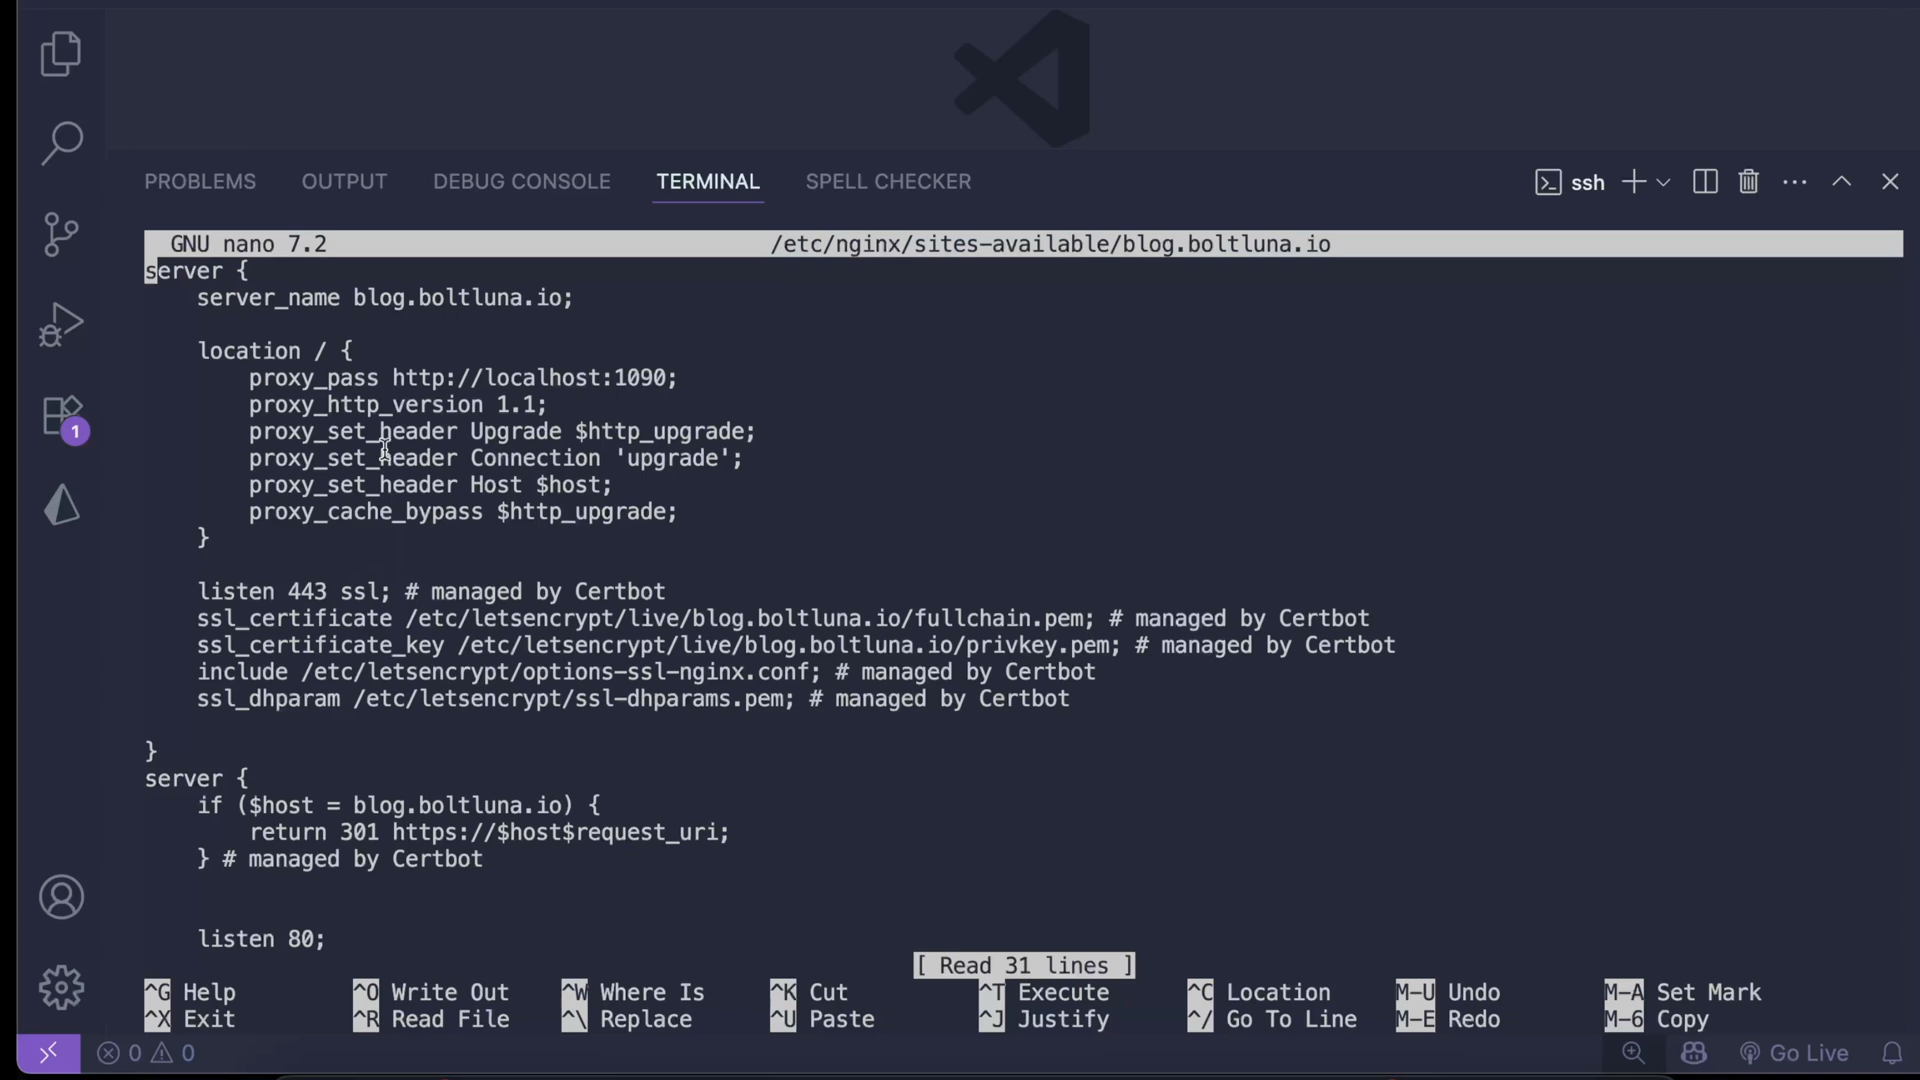 PROBLEMS OUTPUT DEBUG CONSOLE TERMINAL SPELL CHECKER ssh
GNU nano 7.2 /etc/nginx/sites-available/blog.boltluna.io
server {
    server_name blog.boltluna.io;
    location / {
        proxy_pass http://localhost:1090;
        proxy_http_version 1.1;
        proxy_set_header Upgrade $http_upgrade;
        proxy_set_header Connection 'upgrade';
        proxy_set_header Host $host;
        proxy_cache_bypass $http_upgrade;
    }
    listen 443 ssl; # managed by Certbot
    ssl_certificate /etc/letsencrypt/live/blog.boltluna.io/fullchain.pem; # managed by Certbot
    ssl_certificate_key /etc/letsencrypt/live/blog.boltluna.io/privkey.pem; # managed by Certbot
    include /etc/letsencrypt/options-ssl-nginx.conf; # managed by Certbot
    ssl_dhparam /etc/letsencrypt/ssl-dhparams.pem; # managed by Certbot
}
server {
    if ($host = blog.boltluna.io) {
        return 301 https://$host$request_uri;
    } # managed by Certbot
    listen 80;
[ Read 31 lines ]
^G Help ^O Write Out ^W Where Is ^K Cut ^T Execute ^C Location M-U Undo M-A Set Mark
^X Exit ^R Read File ^\ Replace ^U Paste ^J Justify ^/ Go To Line M-E Redo M-6 Copy
1
0 0 Go Live